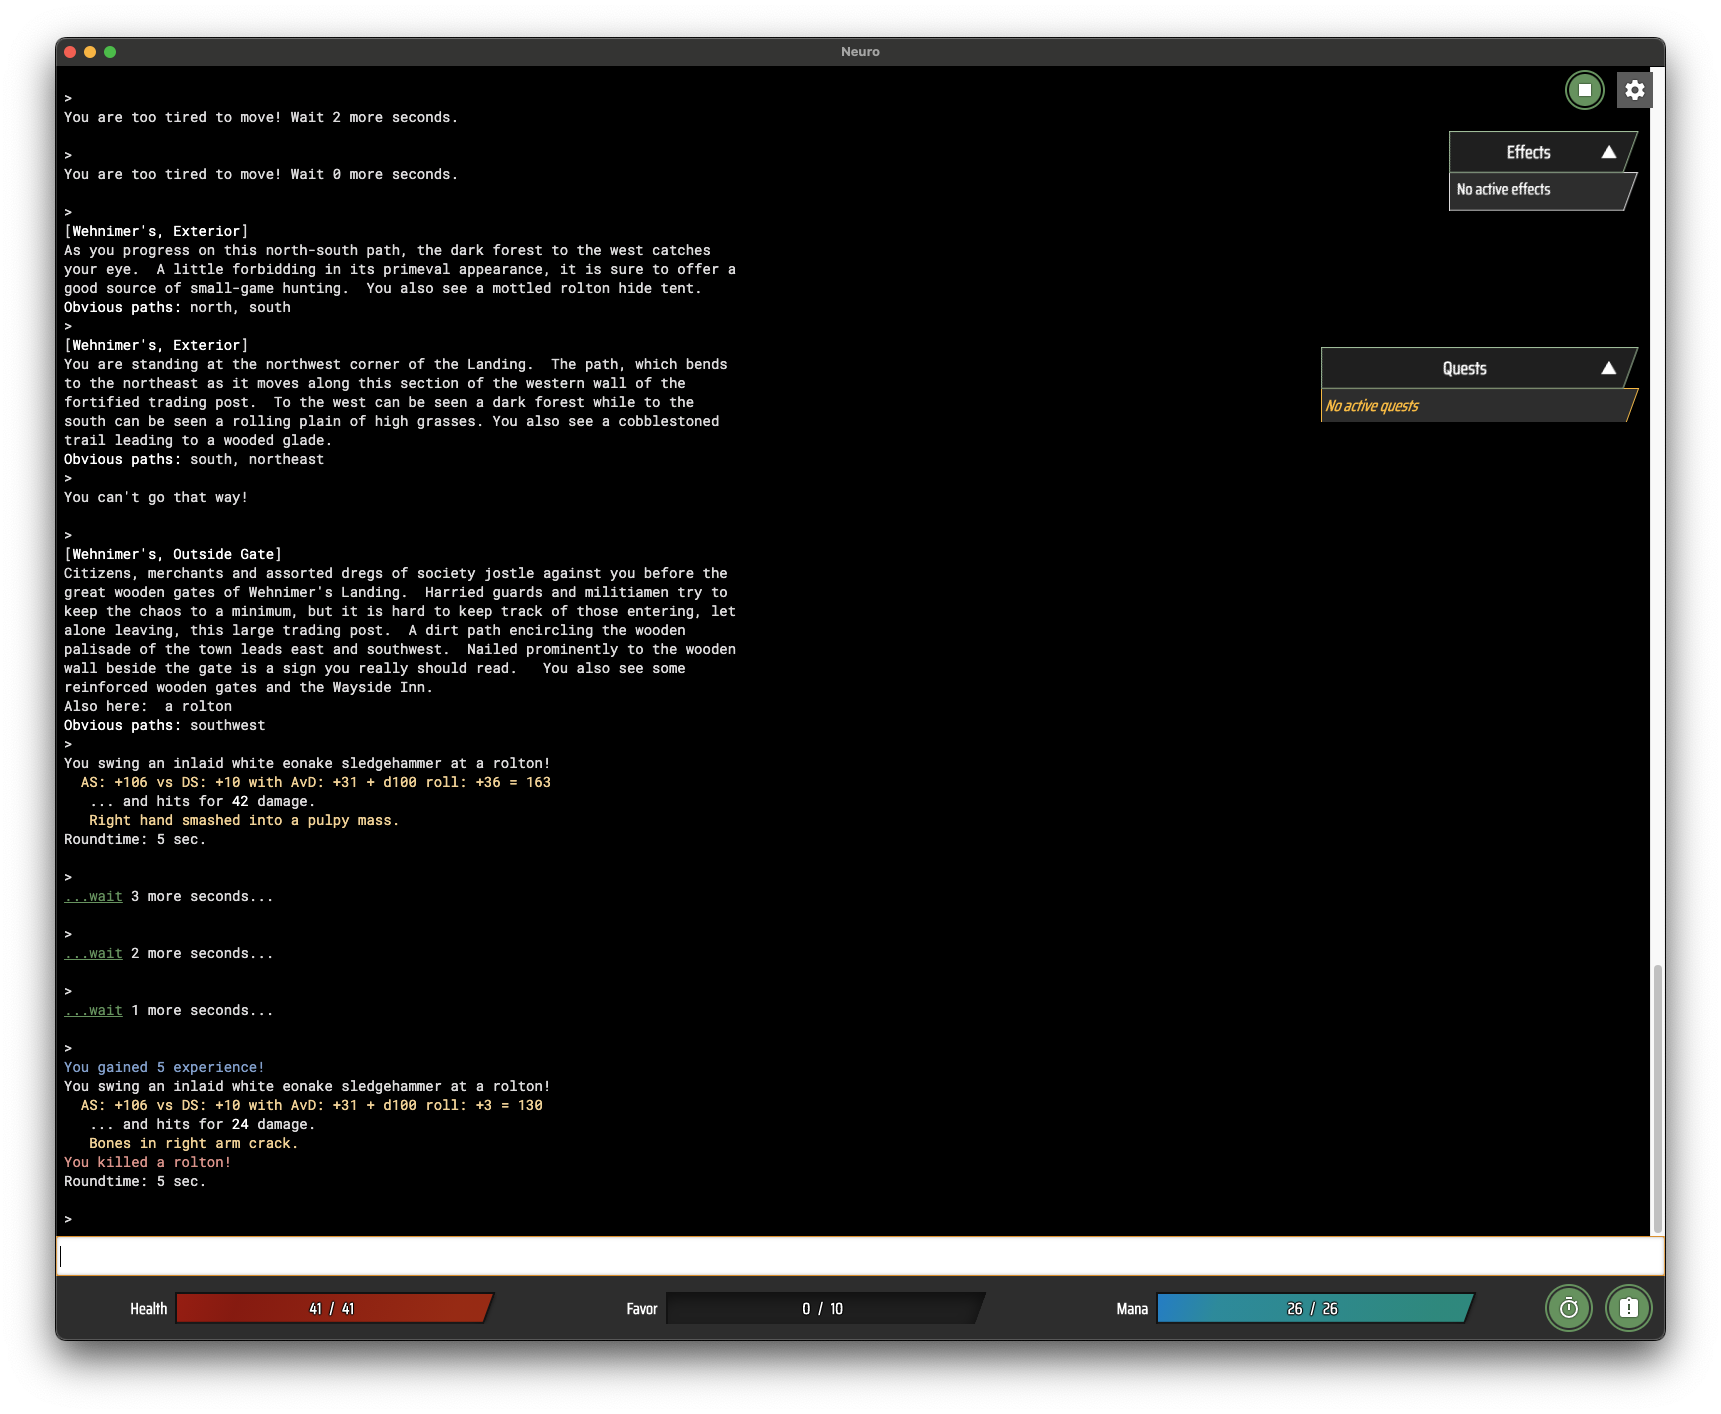 Neuro
>
You are too tired to move! Wait 2 more seconds.
>
You are too tired to move! Wait 0 more seconds.
>
[Wehnimer's, Exterior]
As you progress on this north-south path, the dark forest to the west catches
your eye.  A little forbidding in its primeval appearance, it is sure to offer a
good source of small-game hunting.  You also see a mottled rolton hide tent.
Obvious paths: north, south
>
[Wehnimer's, Exterior]
You are standing at the northwest corner of the Landing.  The path, which bends
to the northeast as it moves along this section of the western wall of the
fortified trading post.  To the west can be seen a dark forest while to the
south can be seen a rolling plain of high grasses. You also see a cobblestoned
trail leading to a wooded glade.
Obvious paths: south, northeast
>
You can't go that way!
>
[Wehnimer's, Outside Gate]
Citizens, merchants and assorted dregs of society jostle against you before the
great wooden gates of Wehnimer's Landing.  Harried guards and militiamen try to
keep the chaos to a minimum, but it is hard to keep track of those entering, let
alone leaving, this large trading post.  A dirt path encircling the wooden
palisade of the town leads east and southwest.  Nailed prominently to the wooden
wall beside the gate is a sign you really should read.   You also see some
reinforced wooden gates and the Wayside Inn.
Also here:  a rolton
Obvious paths: southwest
>
You swing an inlaid white eonake sledgehammer at a rolton!
  AS: +106 vs DS: +10 with AvD: +31 + d100 roll: +36 = 163
   ... and hits for 42 damage.
   Right hand smashed into a pulpy mass.
Roundtime: 5 sec.
>
...wait 3 more seconds...
>
...wait 2 more seconds...
>
...wait 1 more seconds...
>
You gained 5 experience!
You swing an inlaid white eonake sledgehammer at a rolton!
  AS: +106 vs DS: +10 with AvD: +31 + d100 roll: +3 = 130
   ... and hits for 24 damage.
   Bones in right arm crack.
You killed a rolton!
Roundtime: 5 sec.
>
Effects
No active effects
Quests
No active quests
Health 41 / 41
Favor 0 / 10
Mana 26 / 26